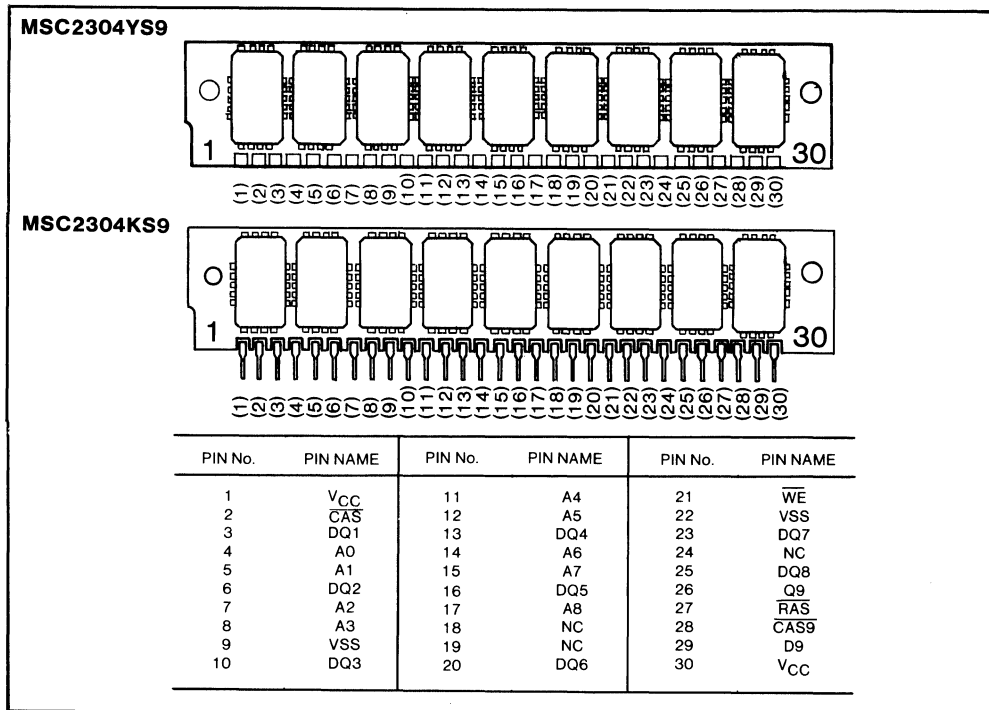 MSC2304YS9
1
30
(1) (2) (3) (4) (5) (6) (7) (8) (9) (10) (11) (12) (13) (14) (15) (16) (17) (18) (19) (20) (21) (22) (23) (24) (25) (26) (27) (28) (29) (30)
MSC2304KS9
1
30
(1) (2) (3) (4) (5) (6) (7) (8) (9) (10) (11) (12) (13) (14) (15) (16) (17) (18) (19) (20) (21) (22) (23) (24) (25) (26) (27) (28) (29) (30)
PIN No. PIN NAME PIN No. PIN NAME PIN No. PIN NAME
1 VCC 11 A4 21 W̅E̅
2 C̅A̅S̅ 12 A5 22 VSS
3 DQ1 13 DQ4 23 DQ7
4 A0 14 A6 24 NC
5 A1 15 A7 25 DQ8
6 DQ2 16 DQ5 26 Q9
7 A2 17 A8 27 R̅A̅S̅
8 A3 18 NC 28 C̅A̅S̅9̅
9 VSS 19 NC 29 D9
10 DQ3 20 DQ6 30 VCC